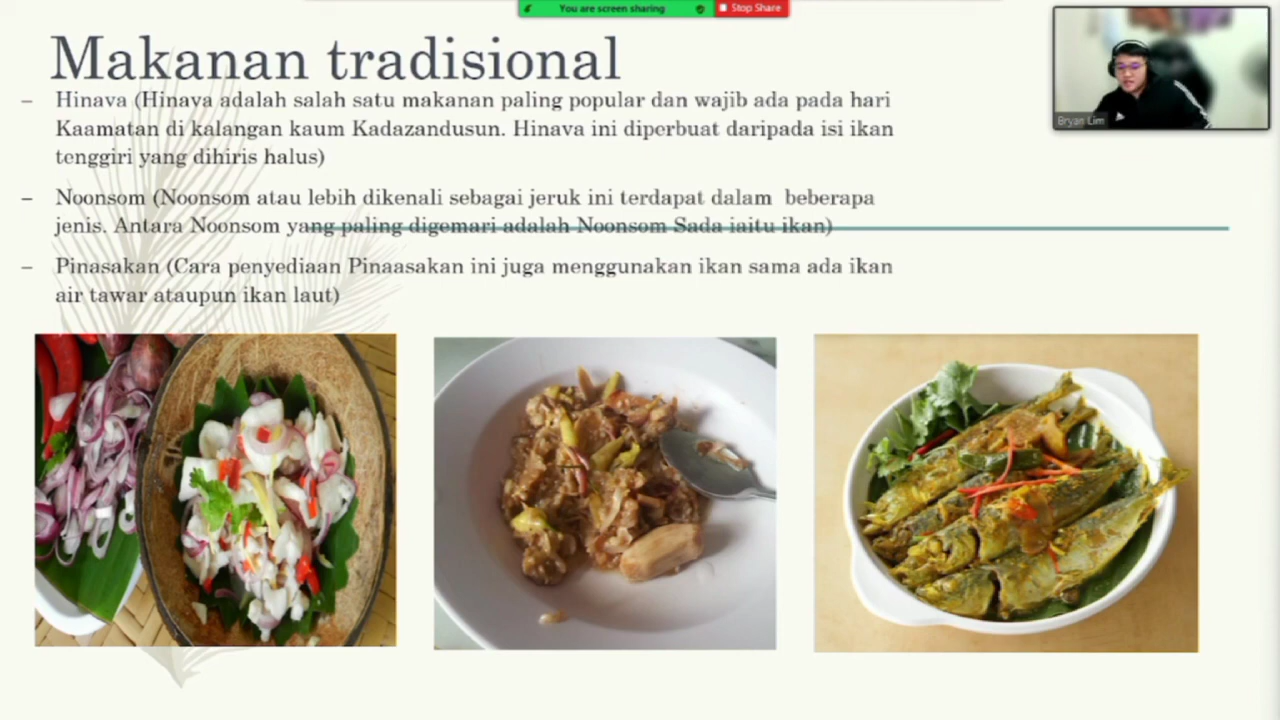 You are screen sharing
Stop Share
Makanan tradisional
– Hinava (Hinava adalah salah satu makanan paling popular dan wajib ada pada hari
Kaamatan di kalangan kaum Kadazandusun. Hinava ini diperbuat daripada isi ikan
tenggiri yang dihiris halus)
– Noonsom (Noonsom atau lebih dikenali sebagai jeruk ini terdapat dalam beberapa
jenis. Antara Noonsom yang paling digemari adalah Noonsom Sada iaitu ikan)
– Pinasakan (Cara penyediaan Pinaasakan ini juga menggunakan ikan sama ada ikan
air tawar ataupun ikan laut)
Bryan Lim